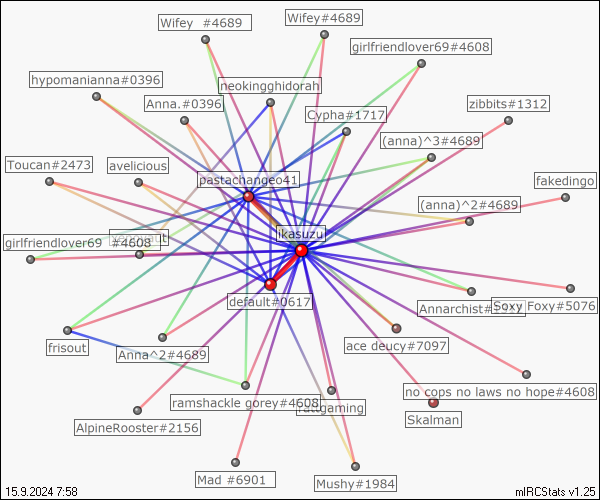 Wifey #4689
Wifey#4689
girlfriendlover69#4608
hypomanianna#0396
neokingghidorah
Anna.#0396
Cypha#1717
zibbits#1312
(anna)^3#4689
Toucan#2473
avelicious
pastachangeo41
fakedingo
(anna)^2#4689
ikasuzu
girlfriendlover69 #4608
default#0617
Annarchist#
Soxy Foxy#5076
frisout
Anna^2#4689
ace deucy#7097
no cops no laws no hope#4608
ramshackle gorey#4608
gaming
Skalman
AlpineRooster#2156
Mad #6901
Mushy#1984
15.9.2024 7:58
mIRCStats v1.25